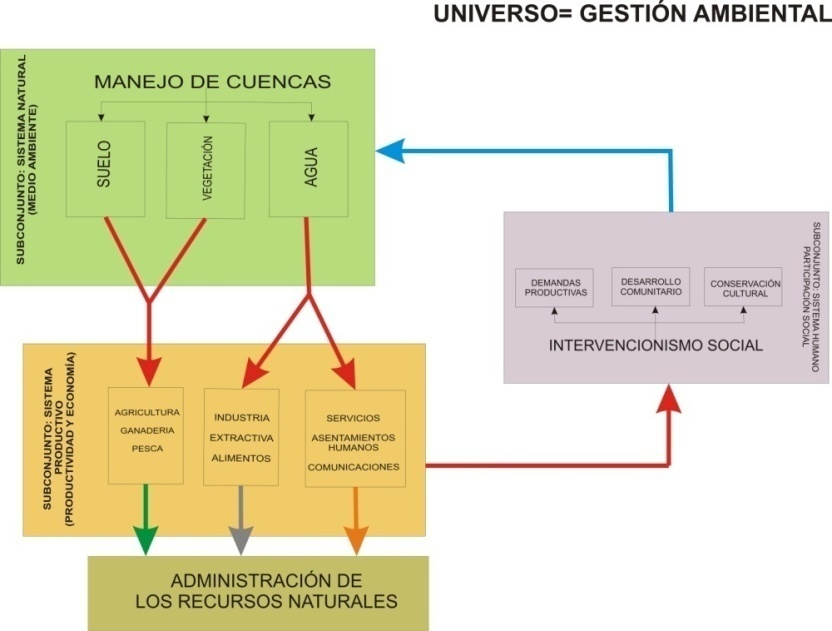 UNIVERSO= GESTIÓN AMBIENTAL
SUBCONJUNTO: SISTEMA NATURAL
(MEDIO AMBIENTE)
MANEJO DE CUENCAS
SUELO
VEGETACIÓN
AGUA
SUBCONJUNTO: SISTEMA HUMANO
PARTICIPACIÓN SOCIAL
DEMANDAS
PRODUCTIVAS
DESARROLLO
COMUNITARIO
CONSERVACIÓN
CULTURAL
INTERVENCIONISMO SOCIAL
SUBCONJUNTO: SISTEMA
PRODUCTIVO
(PRODUCTIVIDAD Y ECONOMÍA)
AGRICULTURA
GANADERIA
PESCA
INDUSTRIA
EXTRACTIVA
ALIMENTOS
SERVICIOS
ASENTAMIENTOS
HUMANOS
COMUNICACIONES
ADMINISTRACIÓN DE
LOS RECURSOS NATURALES